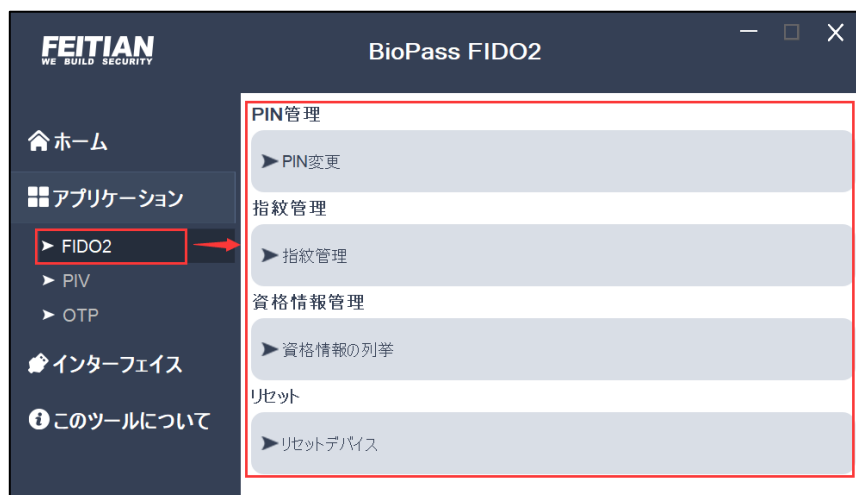 FEITIAN
WE BUILD SECURITY
BioPass FIDO2
ホーム
アプリケーション
FIDO2
PIV
OTP
インターフェイス
このツールについて
PIN管理
PIN変更
指紋管理
指紋管理
資格情報管理
資格情報の列挙
リセット
リセットデバイス